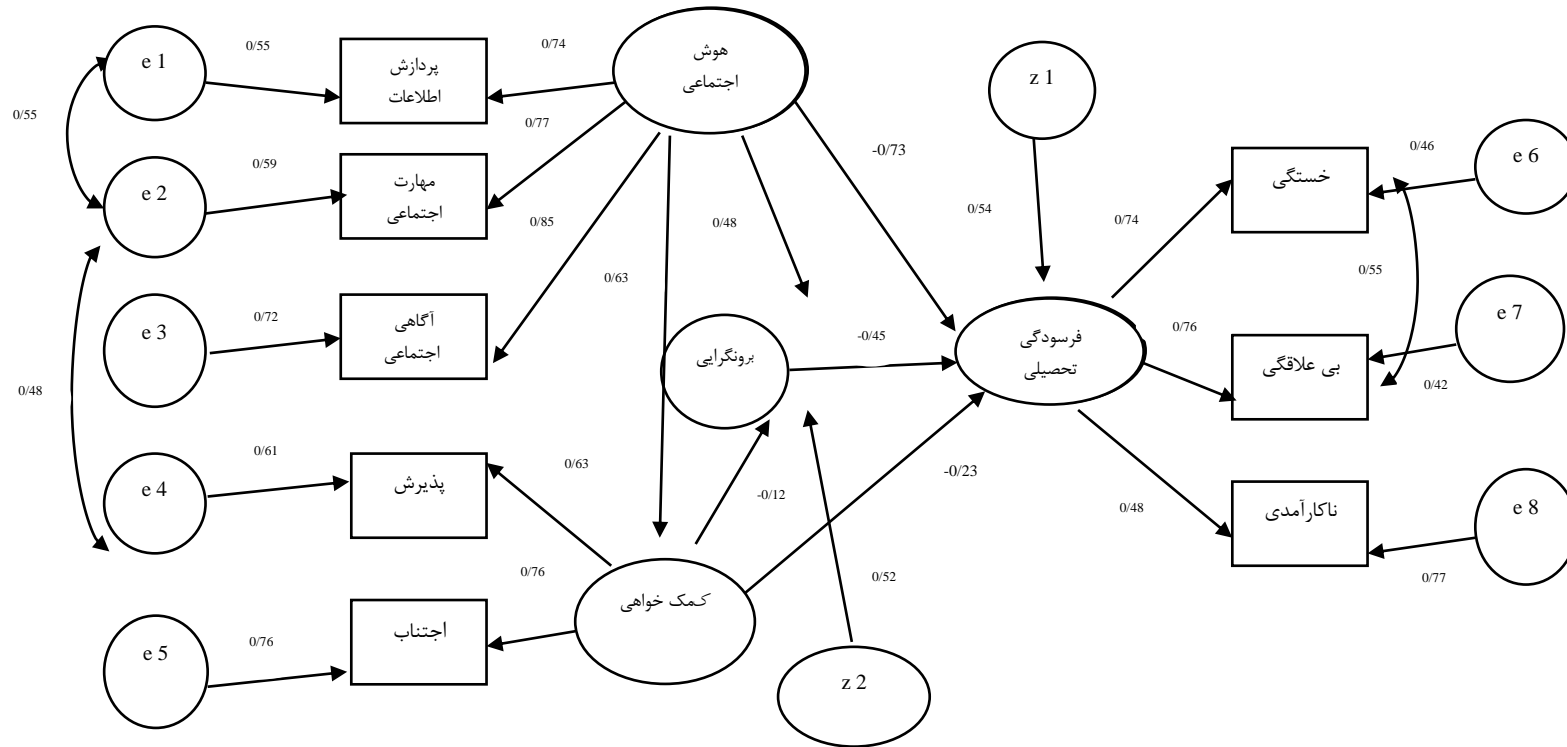 e 1
0/55
پردازش
اطلاعات
0/74
هوش
اجتماعی
z 1
0/55
0/77
-0/73
e 2
0/59
مهارت
اجتماعی
0/54
0/74
خستگی
0/46
e 6
0/85
0/48
0/63
0/55
e 3
0/72
آگاهی
اجتماعی
برونگرایی
-0/45
فرسودگی
تحصیلی
0/76
بی علاقگی
e 7
0/42
0/48
e 4
0/61
پذیرش
0/63
-0/12
-0/23
0/48
ناکارآمدی
e 8
0/77
e 5
0/76
اجتناب
0/76
کمک خواهی
0/52
z 2